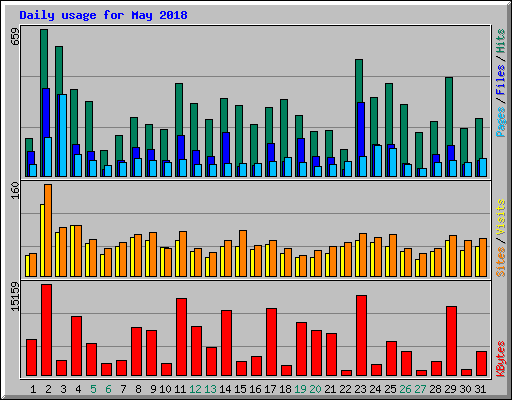 Daily usage for May 2018
659
Pages / Files / Hits
160
Sites / Visits
15159
KBytes
1 2 3 4 5 6 7 8 9 10 11 12 13 14 15 16 17 18 19 20 21 22 23 24 25 26 27 28 29 30 31